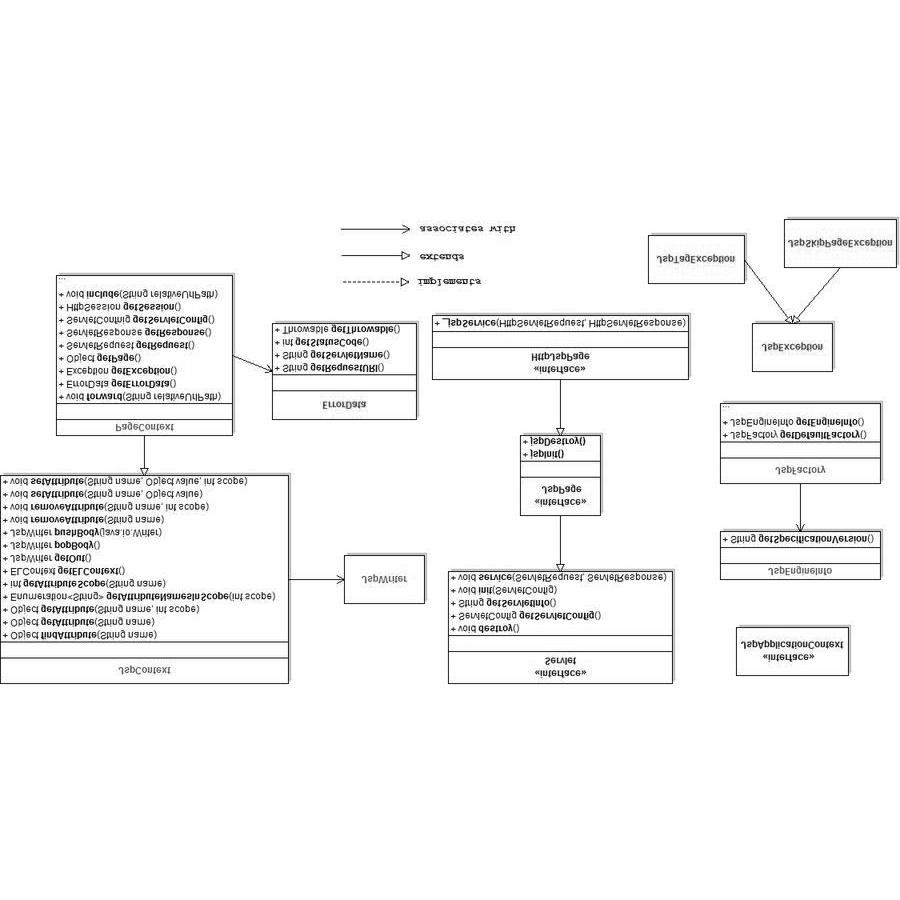 JspContext
+ Object findAttribute(String name)
+ Object getAttribute(String name)
+ Object getAttribute(String name, int scope)
+ Enumeration<String> getAttributeNamesInScope(int scope)
+ int getAttributeScope(String name)
+ ELContext getELContext()
+ JspWriter getOut()
+ JspWriter popBody()
+ JspWriter pushBody(java.io.Writer)
+ void removeAttribute(String name)
+ void removeAttribute(String name, int scope)
+ void setAttribute(String name, Object value)
+ void setAttribute(String name, Object value, int scope)
JspWriter
«interface»
Servlet
+ void destroy()
+ ServletConfig getServletConfig()
+ String getServletInfo()
+ void init(ServletConfig)
+ void service(ServletRequest, ServletResponse)
«interface»
JspApplicationContext
JspEngineInfo
+ String getSpecificationVersion()
«interface»
JspPage
+ jspInit()
+ jspDestroy()
JspFactory
+ JspFactory getDefaultFactory()
+ JspEngineInfo getEngineInfo()
...
PageContext
+ void forward(String relativeUrlPath)
+ ErrorData getErrorData()
+ Exception getException()
+ Object getPage()
+ ServletRequest getRequest()
+ ServletResponse getResponse()
+ ServletConfig getServletConfig()
+ HttpSession getSession()
+ void include(String relativeUrlPath)
...
ErrorData
+ String getRequestURI()
+ String getServletName()
+ int getStatusCode()
+ Throwable getThrowable()
«interface»
HttpJspPage
+ _jspService(HttpServletRequest, HttpServletResponse)
JspException
JspTagException
JspSkipPageException
implements
extends
associates with